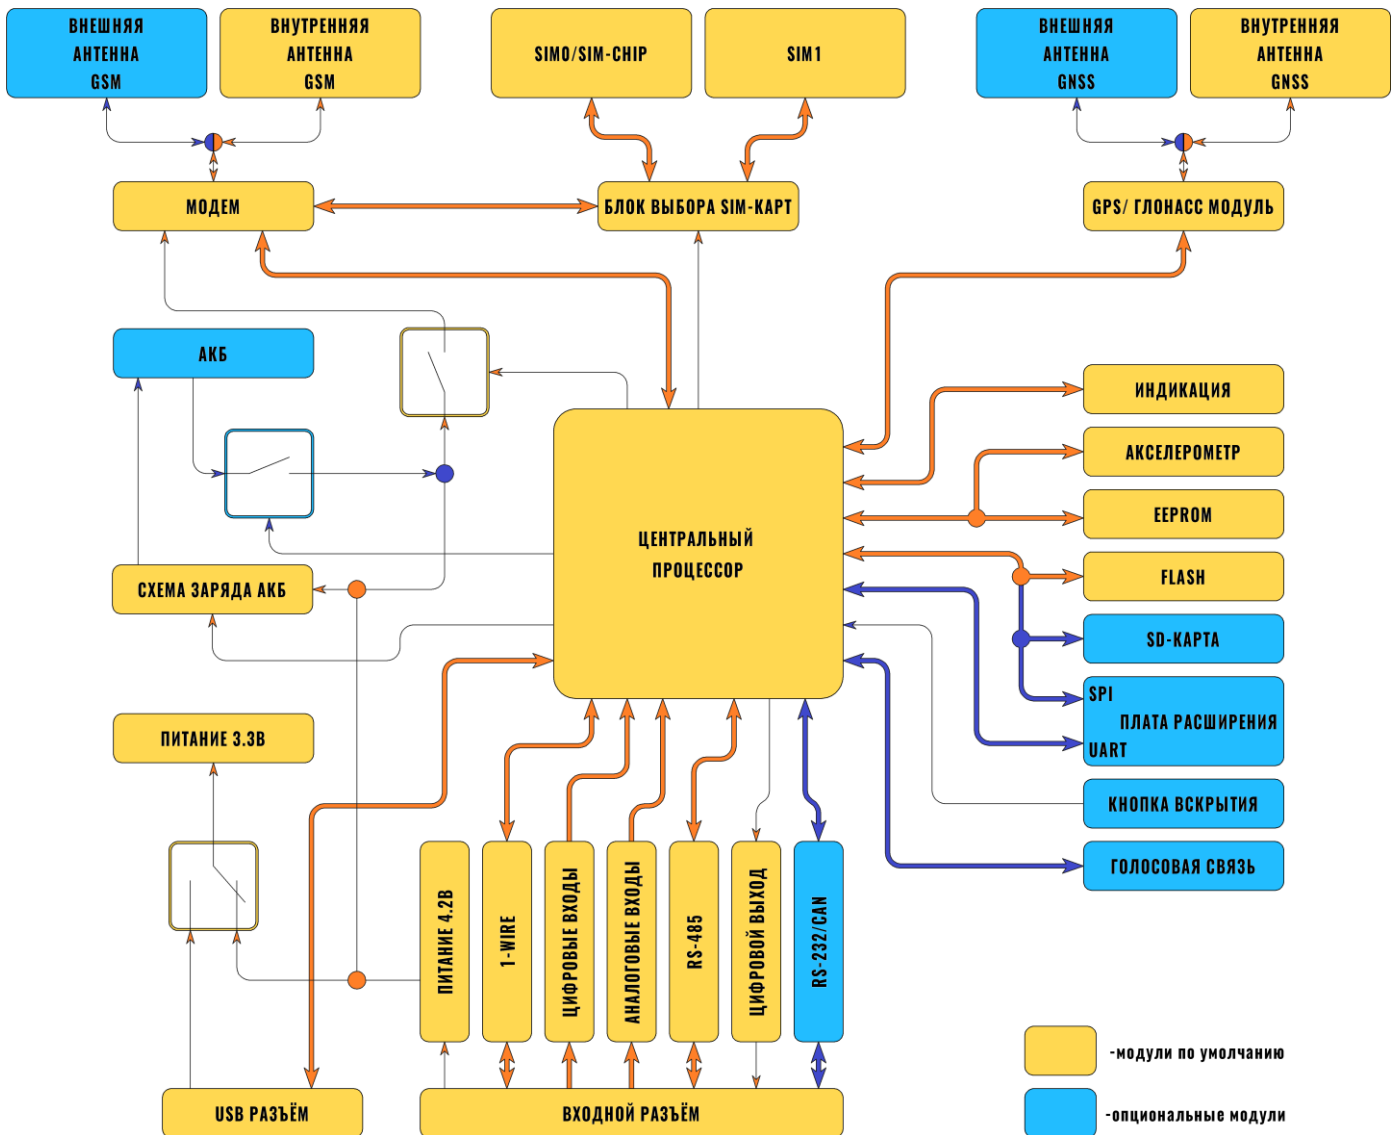 ВНЕШНЯЯ
АНТЕННА
GSM
ВНУТРЕННЯЯ
АНТЕННА
GSM
SIM0/SIM-CHIP
SIM1
ВНЕШНЯЯ
АНТЕННА
GNSS
ВНУТРЕННЯЯ
АНТЕННА
GNSS
МОДЕМ
БЛОК ВЫБОРА SIM-КАРТ
GPS/ ГЛОНАСС МОДУЛЬ
АКБ
ИНДИКАЦИЯ
АКСЕЛЕРОМЕТР
EEPROM
ЦЕНТРАЛЬНЫЙ
ПРОЦЕССОР
FLASH
СХЕМА ЗАРЯДА АКБ
SD-КАРТА
SPI
ПЛАТА РАСШИРЕНИЯ
UART
ПИТАНИЕ 3.3В
КНОПКА ВСКРЫТИЯ
ГОЛОСОВАЯ СВЯЗЬ
ПИТАНИЕ 4.2В
1-WIRE
ЦИФРОВЫЕ ВХОДЫ
АНАЛОГОВЫЕ ВХОДЫ
RS-485
ЦИФРОВОЙ ВЫХОД
RS-232/CAN
-модули по умолчанию
USB РАЗЪЁМ
ВХОДНОЙ РАЗЪЁМ
-опциональные модули